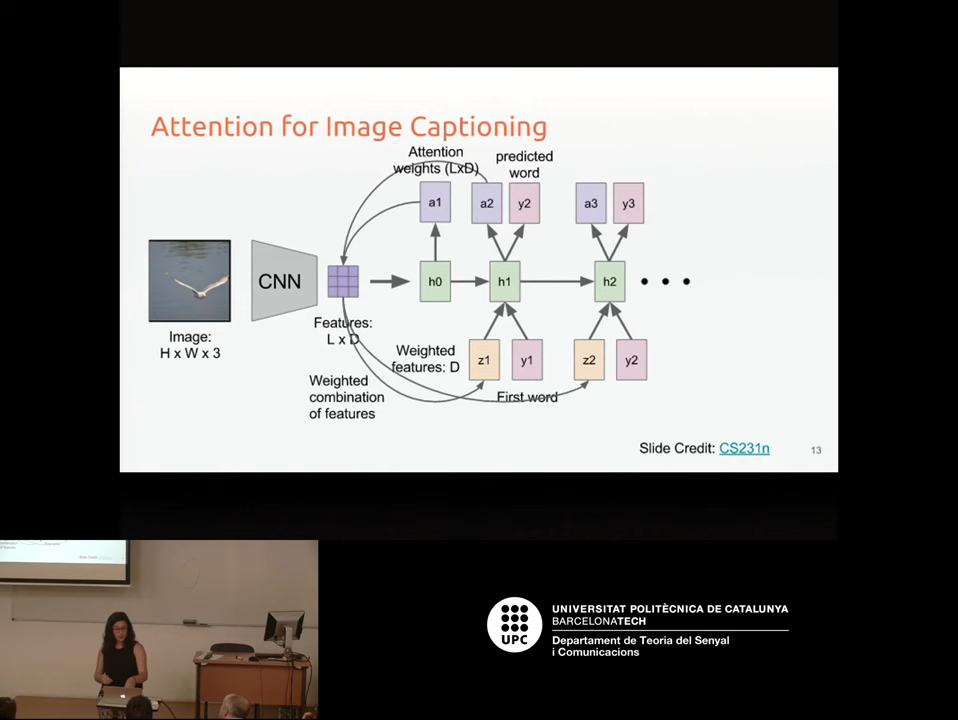 Attention for Image Captioning
Attention
weights (LxD)
predicted
word
a1
a2
y2
a3
y3
CNN
h0
h1
h2
Image:
H x W x 3
Features:
L x D
Weighted
features: D
z1
y1
z2
y2
Weighted
combination
of features
First word
Slide Credit: CS231n
13
UPC
UNIVERSITAT POLITÈCNICA DE CATALUNYA
BARCELONATECH
Departament de Teoria del Senyal
i Comunicacions